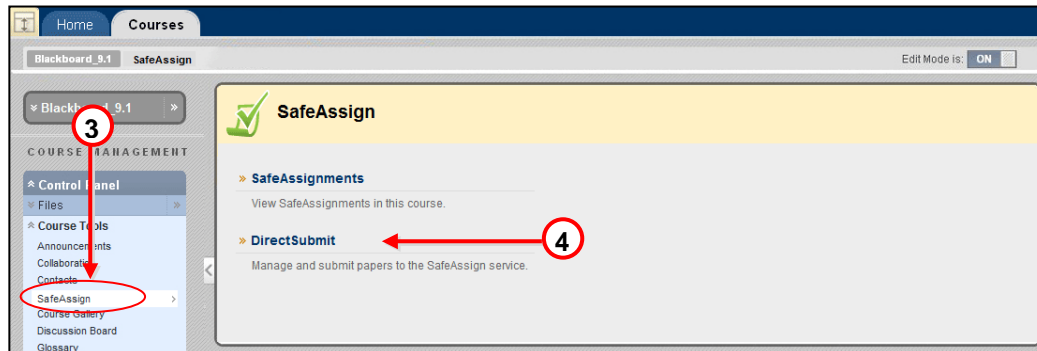 Home Courses
Blackboard_9.1 SafeAssign Edit Mode is: ON
Blackboard_9.1
3
COURSE MANAGEMENT
Control Panel
Files
Course Tools
Announcements
Collaboration
Contacts
SafeAssign
Course Gallery
Discussion Board
Glossary
SafeAssign
SafeAssignments
View SafeAssignments in this course.
DirectSubmit
4
Manage and submit papers to the SafeAssign service.